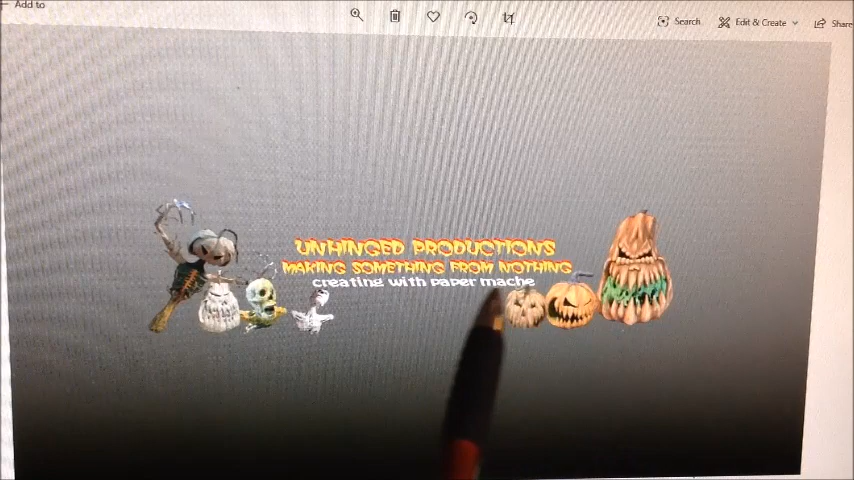 Add to
Search
Edit & Create
Share
UNHINGED PRODUCTIONS
MAKING SOMETHING FROM NOTHING
creating with paper mache